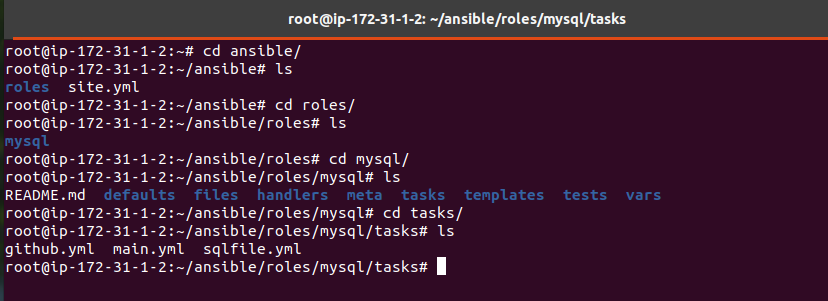 root@ip-172-31-1-2: ~/ansible/roles/mysql/tasks
root@ip-172-31-1-2:~# cd ansible/
root@ip-172-31-1-2:~/ansible# ls
roles  site.yml
root@ip-172-31-1-2:~/ansible# cd roles/
root@ip-172-31-1-2:~/ansible/roles# ls
mysql
root@ip-172-31-1-2:~/ansible/roles# cd mysql/
root@ip-172-31-1-2:~/ansible/roles/mysql# ls
README.md  defaults  files  handlers  meta  tasks  templates  tests  vars
root@ip-172-31-1-2:~/ansible/roles/mysql# cd tasks/
root@ip-172-31-1-2:~/ansible/roles/mysql/tasks# ls
github.yml  main.yml  sqlfile.yml
root@ip-172-31-1-2:~/ansible/roles/mysql/tasks#